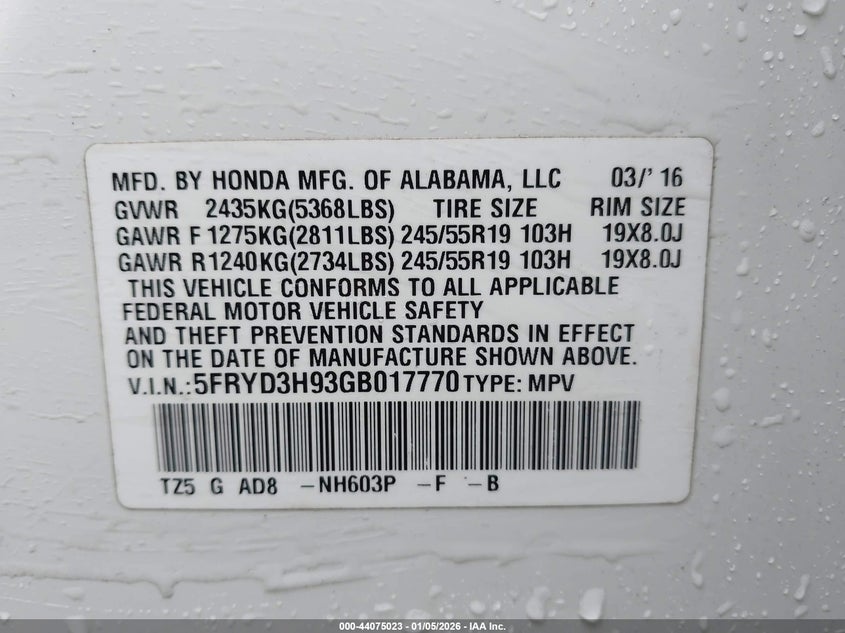 MFD. BY HONDA MFG. OF ALABAMA, LLC 03/'16
GVWR 2435KG(5368LBS) TIRE SIZE RIM SIZE
GAWR F 1275KG(2811LBS) 245/55R19 103H 19X8.0J
GAWR R 1240KG(2734LBS) 245/55R19 103H 19X8.0J
THIS VEHICLE CONFORMS TO ALL APPLICABLE
FEDERAL MOTOR VEHICLE SAFETY
AND THEFT PREVENTION STANDARDS IN EFFECT
ON THE DATE OF MANUFACTURE SHOWN ABOVE.
V.I.N.:5FRYD3H93GB017770 TYPE: MPV
TZ5 G AD8 -NH603P -F -B
000-44075023 - 01/05/2026 - IAA Inc.